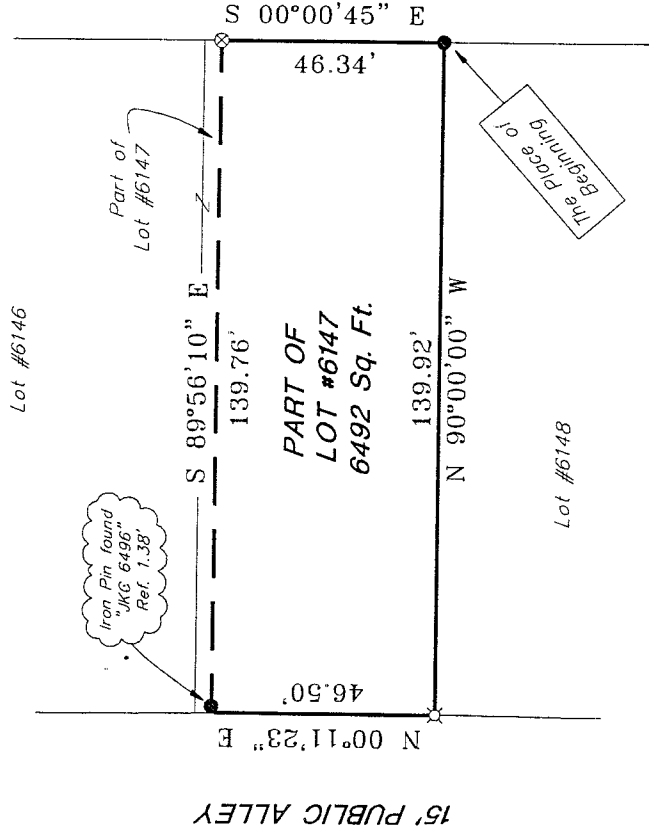 S 00°00'45" E
46.34'
Part of
Lot #6147
The Place of
Beginning
Lot #6146
Z
S 89°56'10" E
139.76'
PART OF
LOT #6147
6492 Sq. Ft.
139.92'
N 90°00'00" W
Lot #6148
Iron Pin found
"JKG 6496"
Ref. 1.38'
46.50'
N 00°11'23" E
15' PUBLIC ALLEY